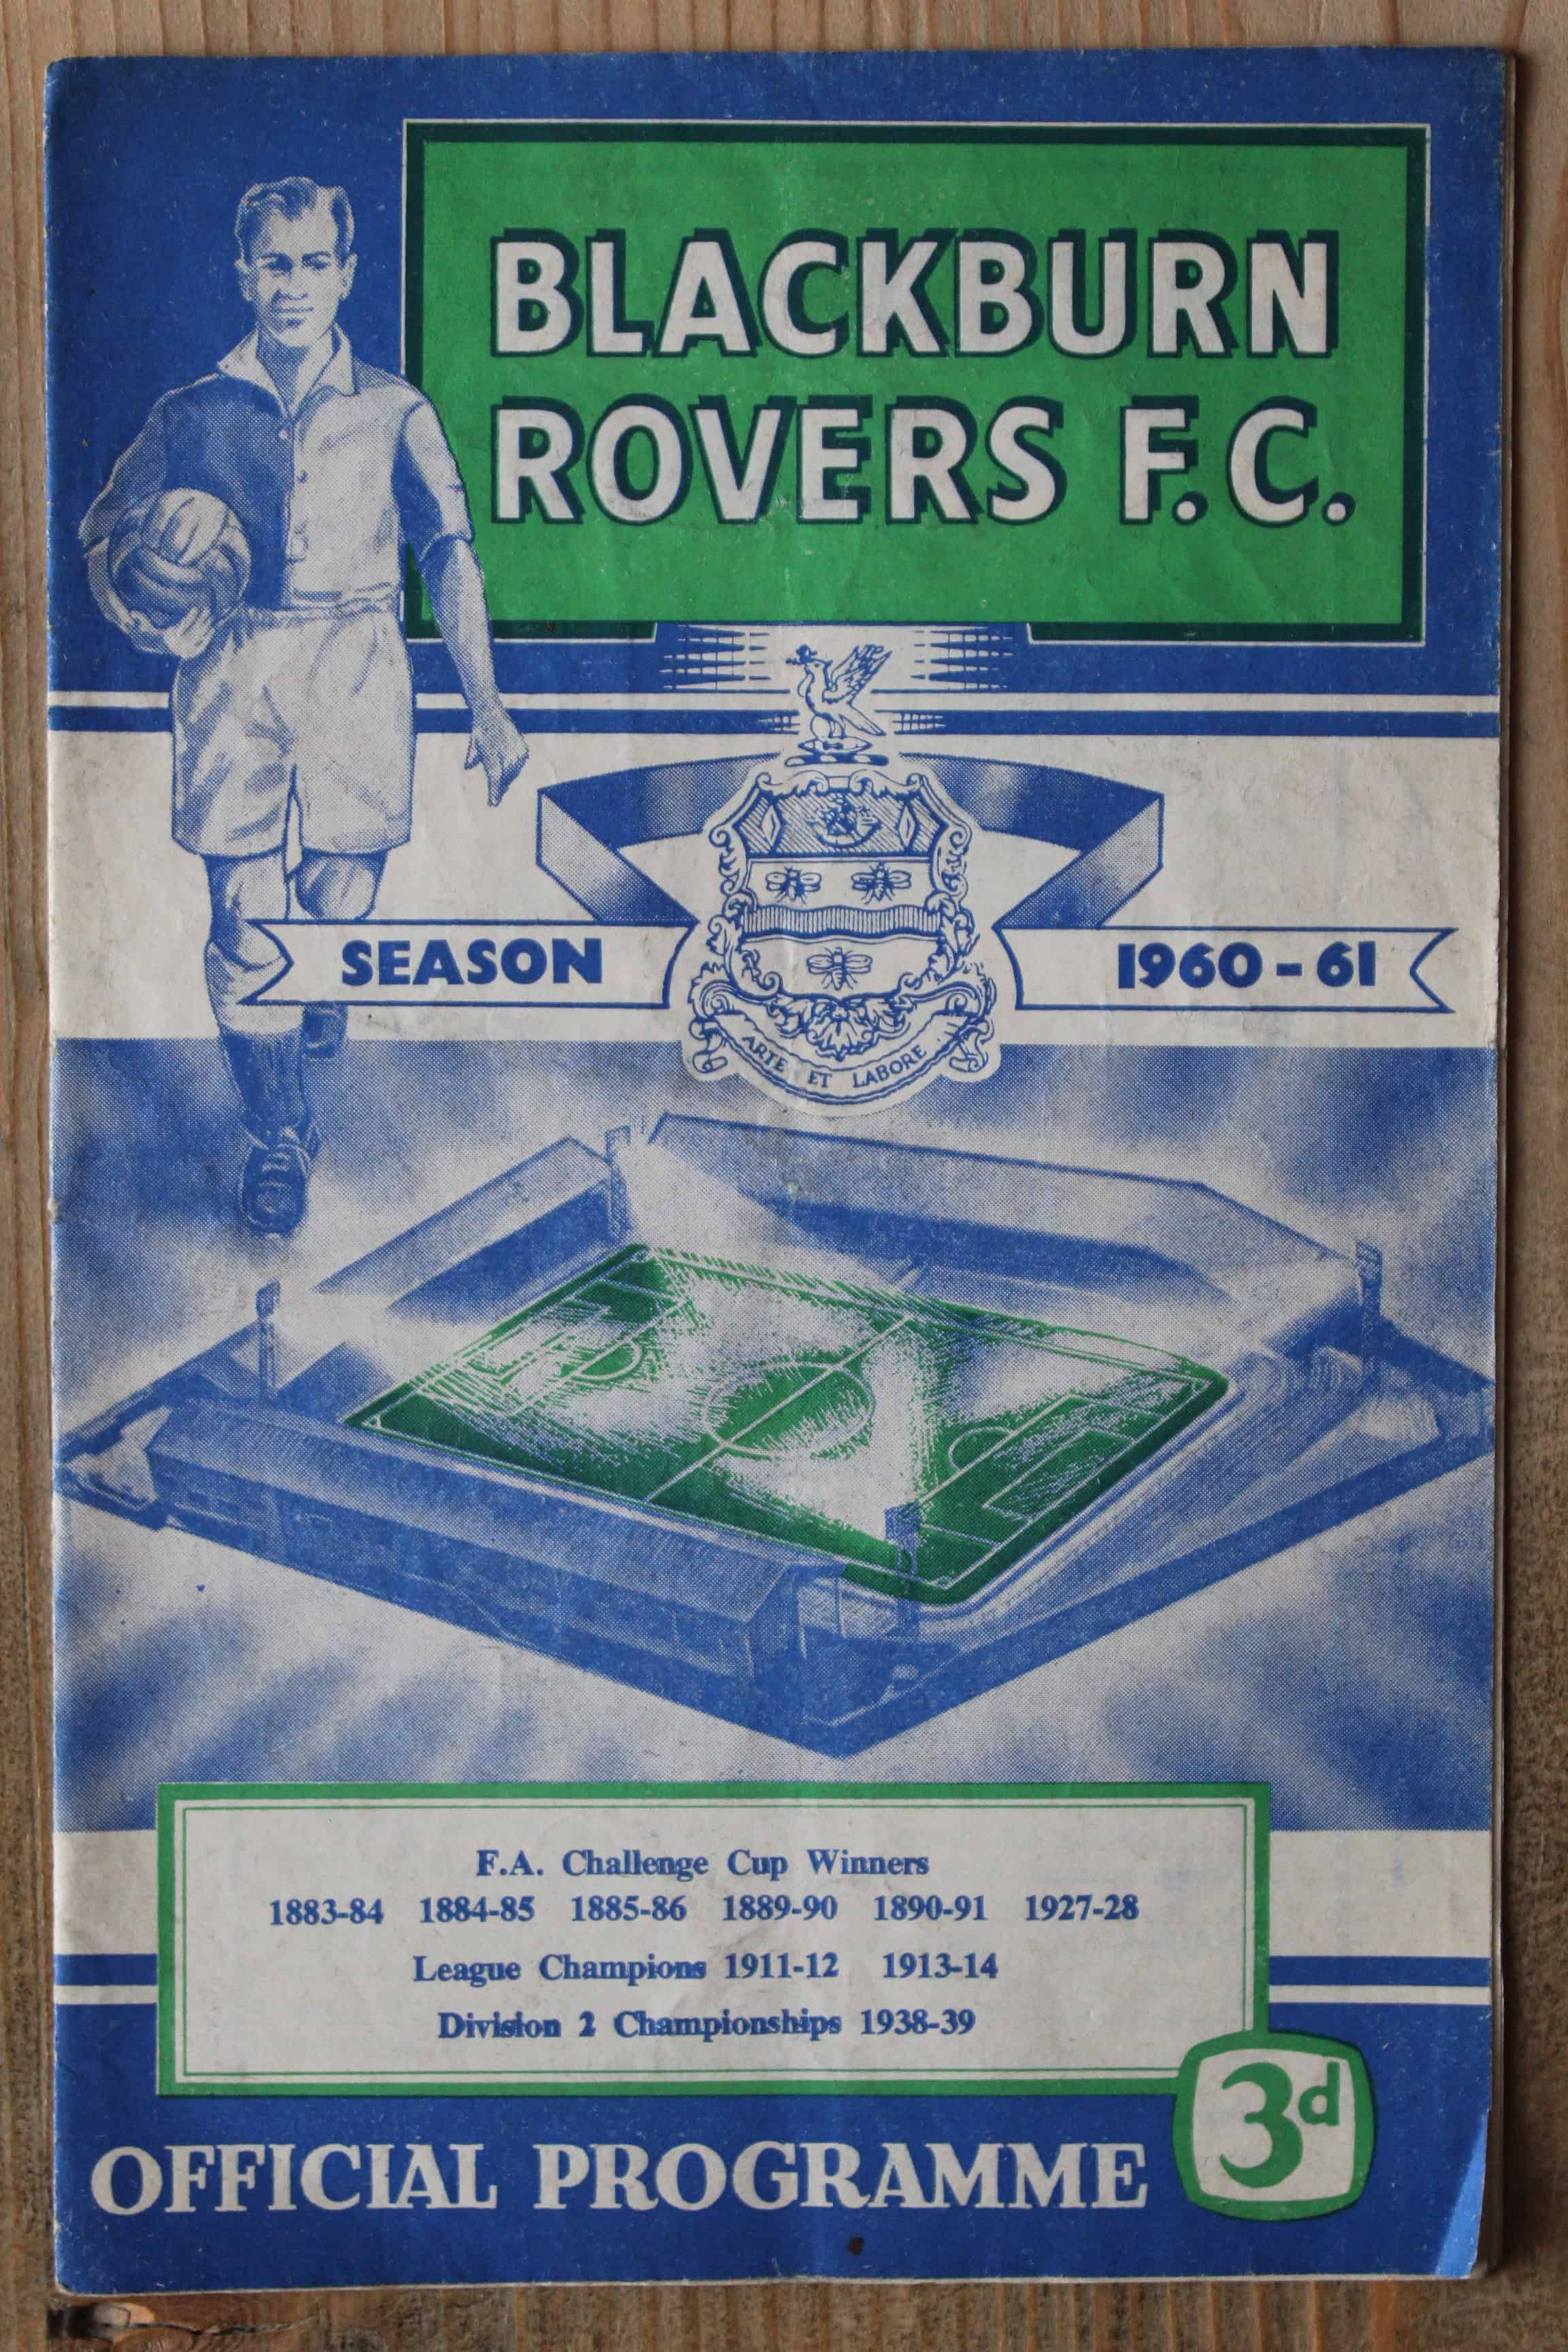 BLACKBURN
ROVERS F.C.
SEASON
1960-61
ARTE ET LABORE
F.A. Challenge Cup Winners
1883-84 1884-85 1885-86 1889-90 1890-91 1927-28
League Champions 1911-12 1913-14
Division 2 Championships 1938-39
3d
OFFICIAL PROGRAMME